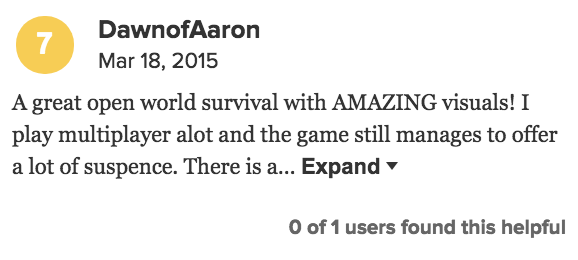 7
DawnofAaron
Mar 18, 2015
A great open world survival with AMAZING visuals! I
play multiplayer alot and the game still manages to offer
a lot of suspence. There is a... Expand
0 of 1 users found this helpful